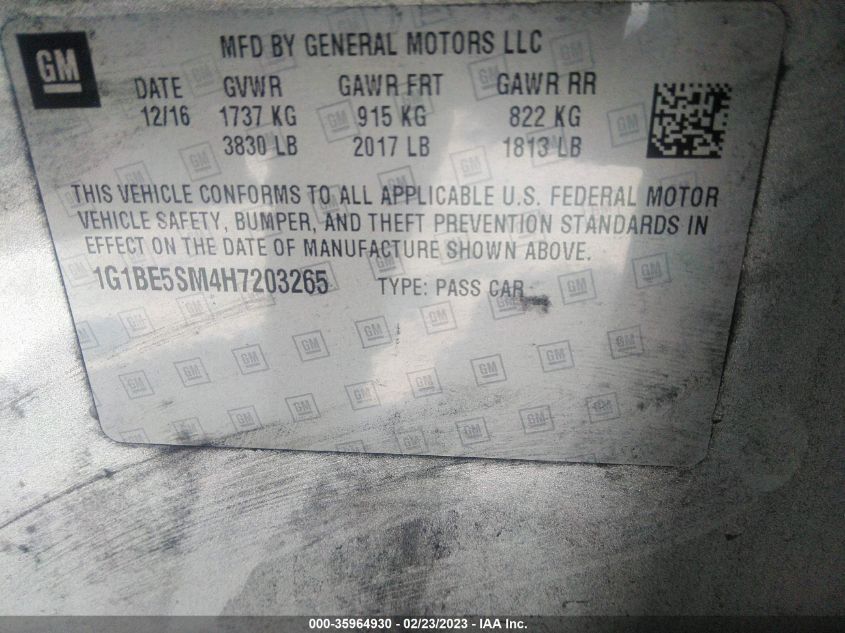 GM
MFD BY GENERAL MOTORS LLC
DATE GVWR GAWR FRT GAWR RR
12/16 1737 KG 915 KG 822 KG
3830 LB 2017 LB 1813 LB
THIS VEHICLE CONFORMS TO ALL APPLICABLE U.S. FEDERAL MOTOR
VEHICLE SAFETY, BUMPER, AND THEFT PREVENTION STANDARDS IN
EFFECT ON THE DATE OF MANUFACTURE SHOWN ABOVE.
1G1BE5SM4H7203265 TYPE: PASS CAR
000-35964930 - 02/23/2023 - IAA Inc.